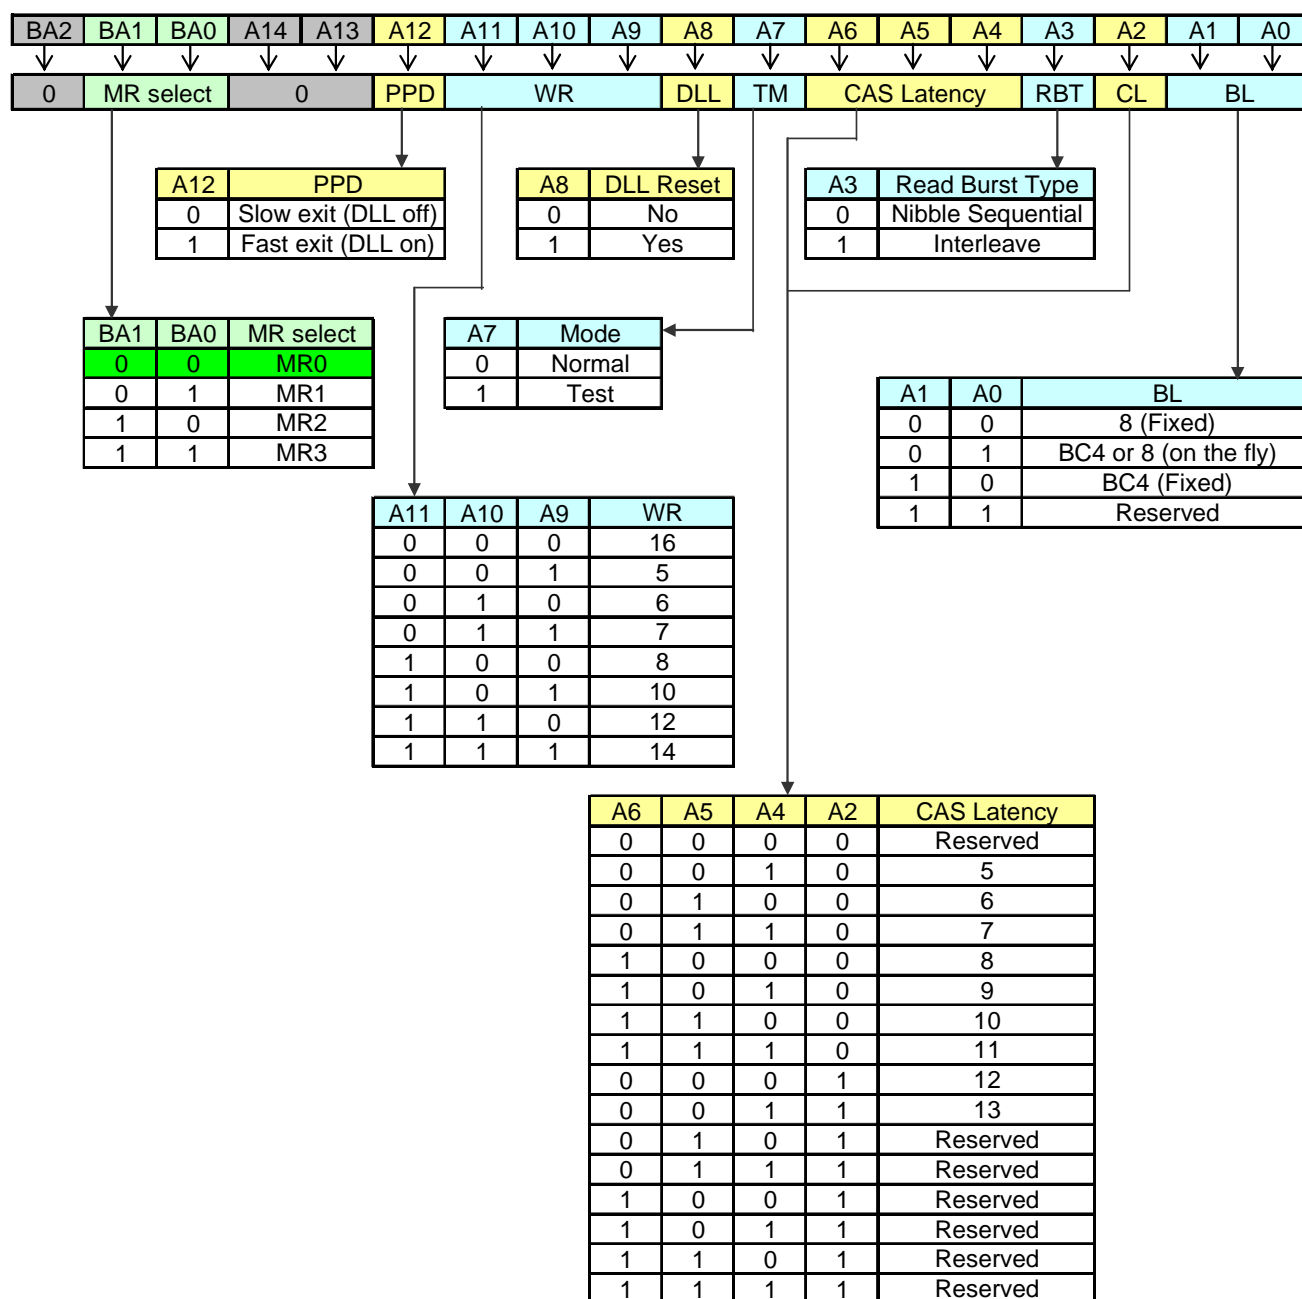 BA2 BA1 BA0 A14 A13 A12 A11 A10 A9 A8 A7 A6 A5 A4 A3 A2 A1 A0
0 MR select 0 PPD WR DLL TM CAS Latency RBT CL BL
A12 PPD
0 Slow exit (DLL off)
1 Fast exit (DLL on)
A8 DLL Reset
0 No
1 Yes
A3 Read Burst Type
0 Nibble Sequential
1 Interleave
BA1 BA0 MR select
0 0 MR0
0 1 MR1
1 0 MR2
1 1 MR3
A7 Mode
0 Normal
1 Test
A1 A0 BL
0 0 8 (Fixed)
0 1 BC4 or 8 (on the fly)
1 0 BC4 (Fixed)
1 1 Reserved
A11 A10 A9 WR
0 0 0 16
0 0 1 5
0 1 0 6
0 1 1 7
1 0 0 8
1 0 1 10
1 1 0 12
1 1 1 14
A6 A5 A4 A2 CAS Latency
0 0 0 0 Reserved
0 0 1 0 5
0 1 0 0 6
0 1 1 0 7
1 0 0 0 8
1 0 1 0 9
1 1 0 0 10
1 1 1 0 11
0 0 0 1 12
0 0 1 1 13
0 1 0 1 Reserved
0 1 1 1 Reserved
1 0 0 1 Reserved
1 0 1 1 Reserved
1 1 0 1 Reserved
1 1 1 1 Reserved